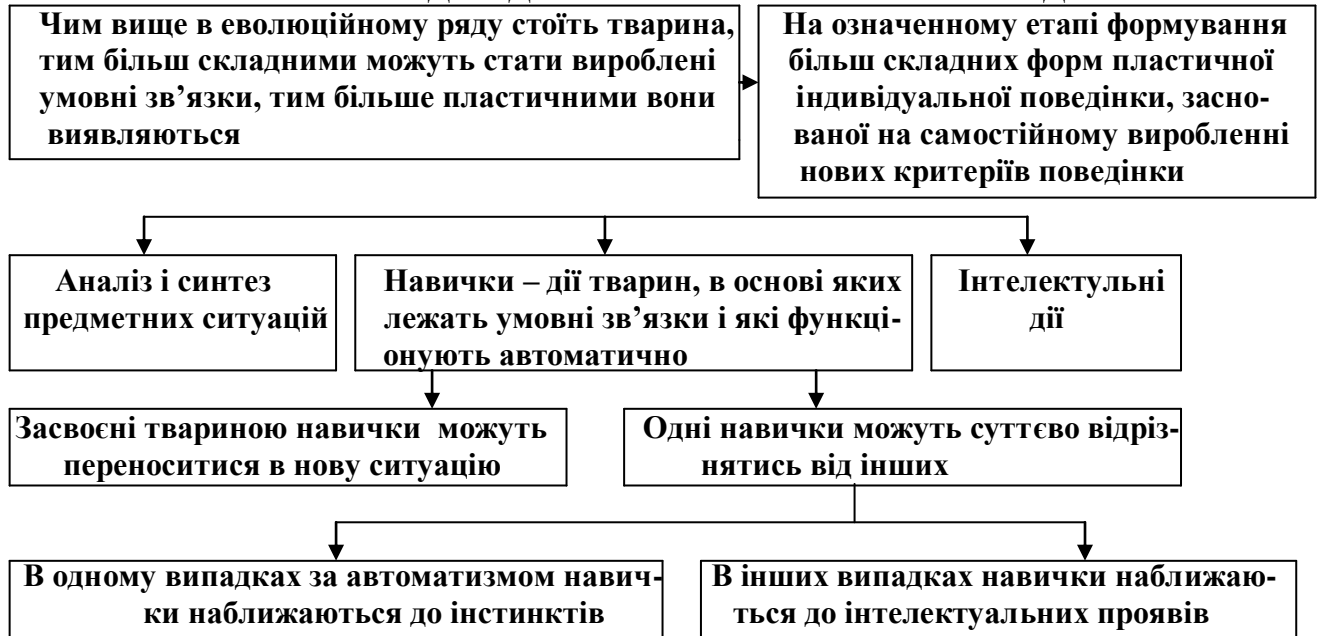 Чим вище в еволюційному ряду стоїть тварина,
тим більш складними можуть стати вироблені
умовні зв’язки, тим більше пластичними вони
виявляються
На означенному етапі формування
більш складних форм пластичної
індивідуальної поведінки, засно-
ваної на самостійному виробленні
нових критеріїв поведінки
Аналіз і синтез
предметних ситуацій
Навички – дії тварин, в основі яких
лежать умовні зв’язки і які функці-
онують автоматично
Інтелектульні
дії
Засвоєні твариною навички можуть
переноситися в нову ситуацію
Одні навички можуть суттєво відріз-
нятись від інших
В одному випадках за автоматизмом навич-
ки наближаються до інстинктів
В інших випадках навички наближаю-
ться до інтелектуальних проявів